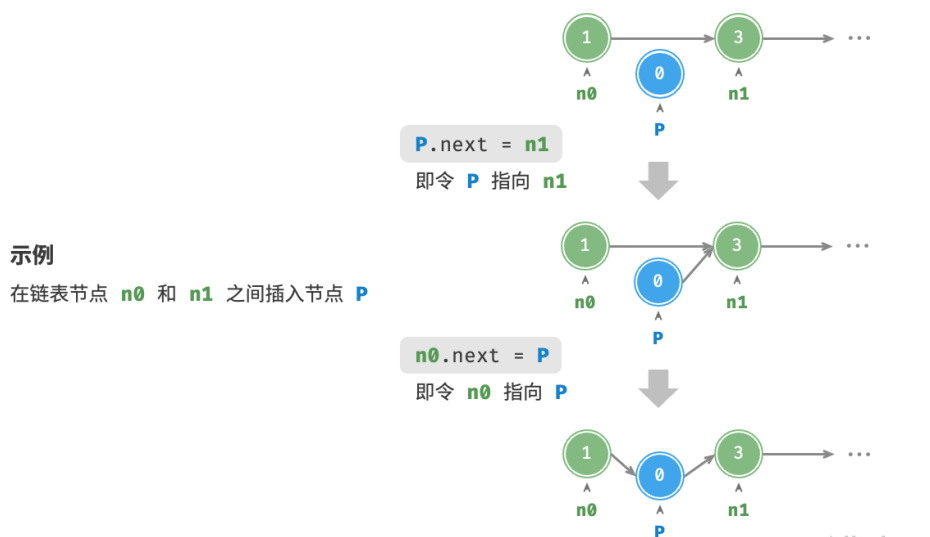 1 3 ...
0
n0 n1
P
P.next = n1
即令 P 指向 n1
1 3 ...
示例
0
在链表节点 n0 和 n1 之间插入节点 P
n0 n1
P
n0.next = P
即令 n0 指向 P
1 3 ...
0
n0 n1
P